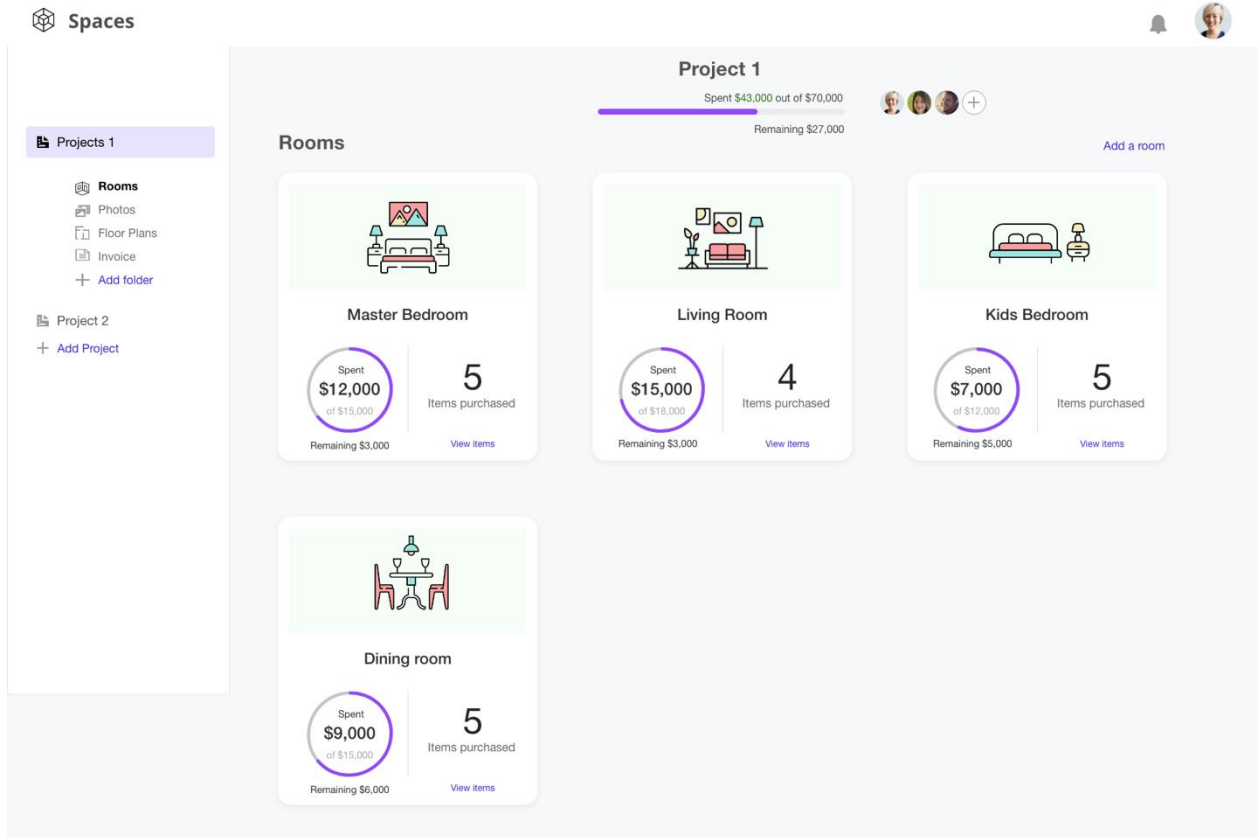 Spaces
Project 1
Spent $43,000 out of $70,000
Remaining $27,000
Projects 1
Rooms
Photos
Floor Plans
Invoice
Add folder
Project 2
Add Project
Rooms
Add a room
Master Bedroom
Spent
$12,000
of $15,000
Remaining $3,000
5
Items purchased
View items
Living Room
Spent
$15,000
of $18,000
Remaining $3,000
4
Items purchased
View items
Kids Bedroom
Spent
$7,000
of $12,000
Remaining $5,000
5
Items purchased
View items
Dining room
Spent
$9,000
of $15,000
Remaining $6,000
5
Items purchased
View items